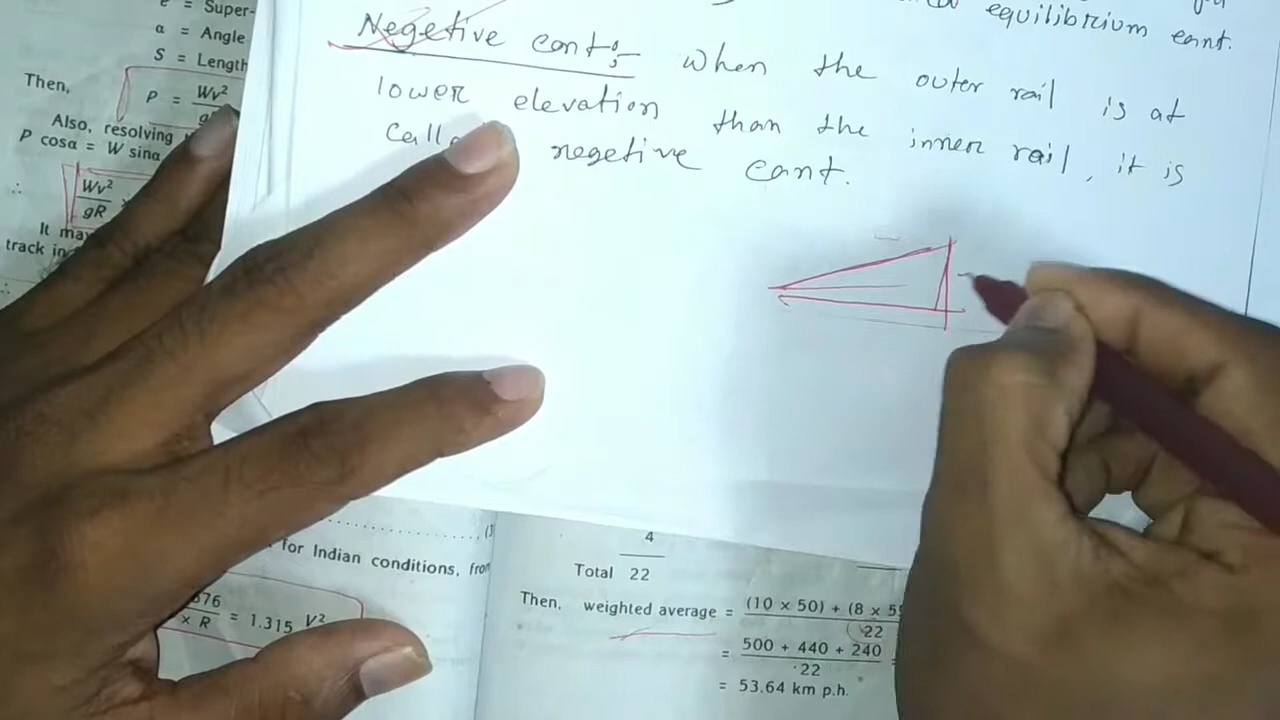 = Super-
α = Angle
S = Length
Then,
P = Wv²
Also, resolving
P cosα = W sinα
∴ Wv²
gR
It may
track in
equilibrium cant.
Negetive cant:- when the outer rail is at
lower elevation than the inner rail, it is
negetive cant.
for Indian conditions, from
× R = 1.315 V²
4
Total 22
Then, weighted average = (10 × 50) + (8 × 5
22
= 500 + 440 + 240
22
= 53.64 km p.h.